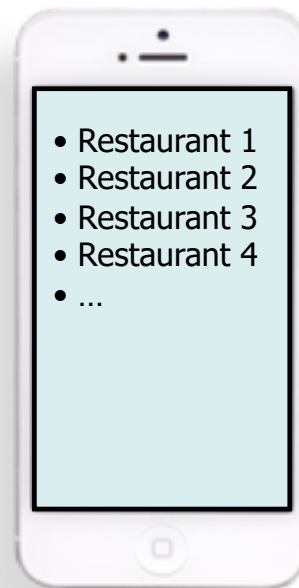 • Restaurant 1
• Restaurant 2
• Restaurant 3
• Restaurant 4
• …